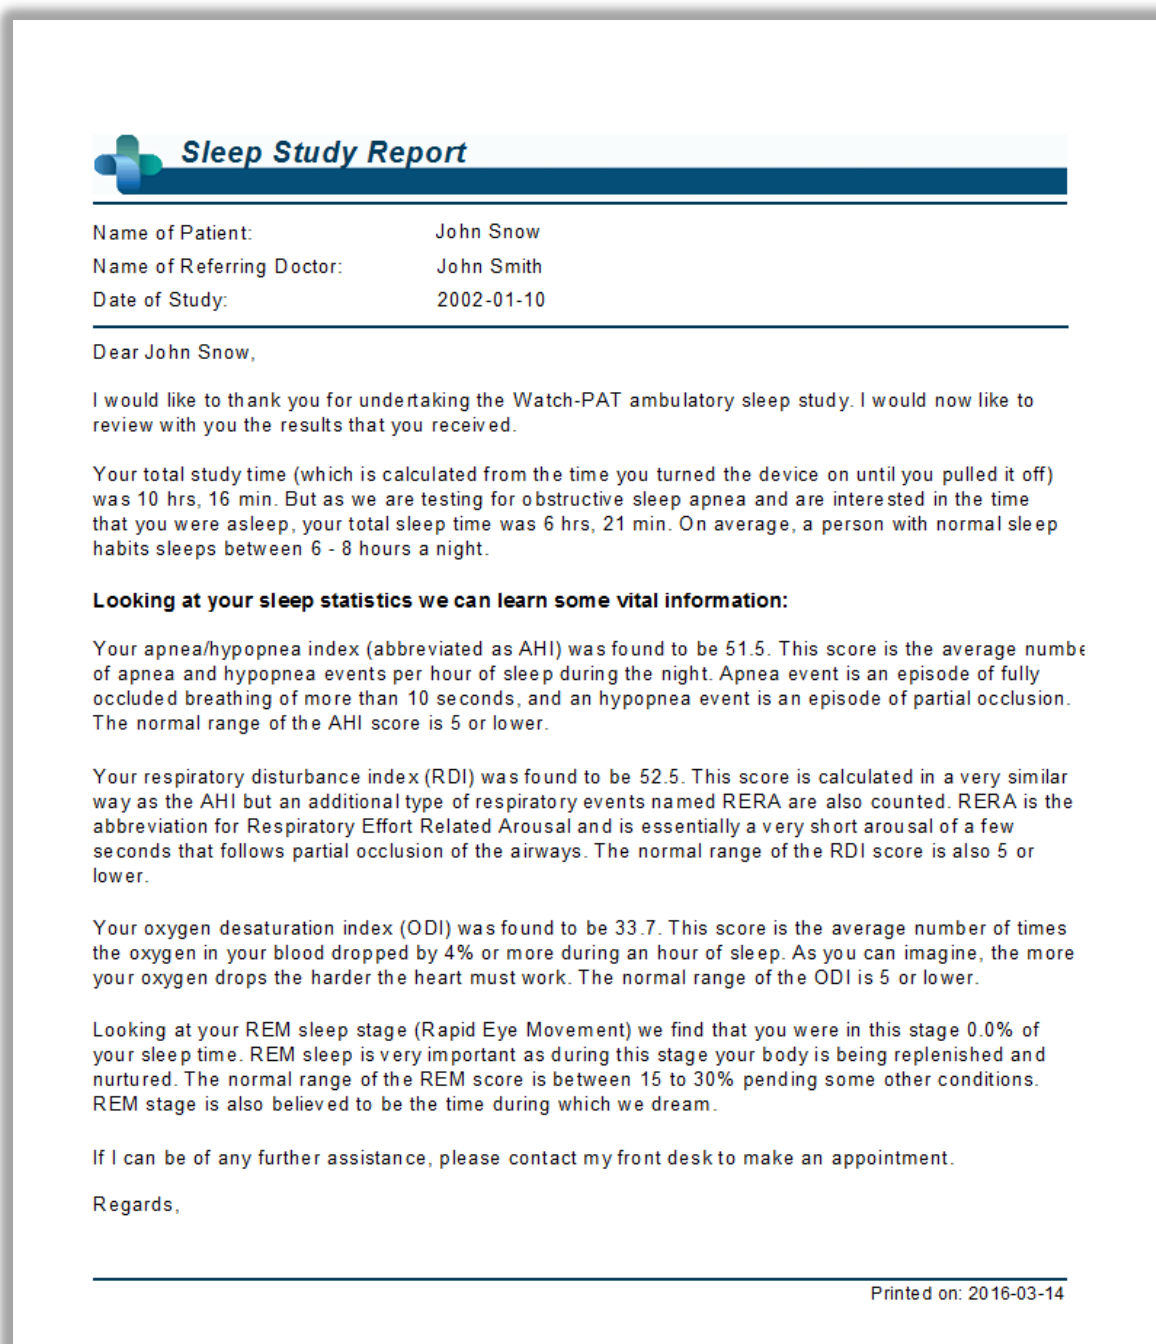 Sleep Study Report
Name of Patient: John Snow
Name of Referring Doctor: John Smith
Date of Study: 2002-01-10
Dear John Snow,
I would like to thank you for undertaking the Watch-PAT ambulatory sleep study. I would now like to
review with you the results that you received.
Your total study time (which is calculated from the time you turned the device on until you pulled it off)
was 10 hrs, 16 min. But as we are testing for obstructive sleep apnea and are interested in the time
that you were asleep, your total sleep time was 6 hrs, 21 min. On average, a person with normal sleep
habits sleeps between 6 - 8 hours a night.
Looking at your sleep statistics we can learn some vital information:
Your apnea/hypopnea index (abbreviated as AHI) was found to be 51.5. This score is the average numbe
of apnea and hypopnea events per hour of sleep during the night. Apnea event is an episode of fully
occluded breathing of more than 10 seconds, and an hypopnea event is an episode of partial occlusion.
The normal range of the AHI score is 5 or lower.
Your respiratory disturbance index (RDI) was found to be 52.5. This score is calculated in a very similar
way as the AHI but an additional type of respiratory events named RERA are also counted. RERA is the
abbreviation for Respiratory Effort Related Arousal and is essentially a very short arousal of a few
seconds that follows partial occlusion of the airways. The normal range of the RDI score is also 5 or
lower.
Your oxygen desaturation index (ODI) was found to be 33.7. This score is the average number of times
the oxygen in your blood dropped by 4% or more during an hour of sleep. As you can imagine, the more
your oxygen drops the harder the heart must work. The normal range of the ODI is 5 or lower.
Looking at your REM sleep stage (Rapid Eye Movement) we find that you were in this stage 0.0% of
your sleep time. REM sleep is very important as during this stage your body is being replenished and
nurtured. The normal range of the REM score is between 15 to 30% pending some other conditions.
REM stage is also believed to be the time during which we dream.
If I can be of any further assistance, please contact my front desk to make an appointment.
Regards,
Printed on: 2016-03-14